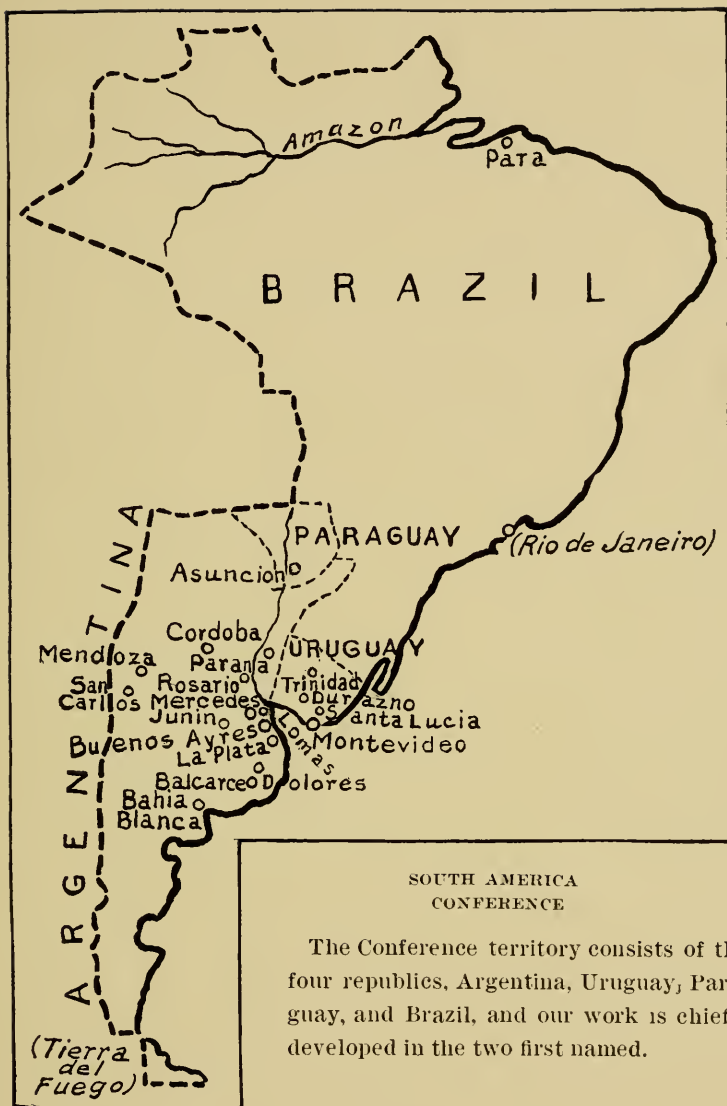 Amazon
Para
BRAZIL
PARAGUAY
(Rio de Janeiro)
Asuncion
ARGENTINA
Cordoba
URUGUAY
Mendoza
Parana
Rosario
Trinidad
San
Carlos
Mercedes
Durazno
Santa Lucia
Junin
Buenos Ayres
Lomas
Montevideo
La Plata
Balcarce
Dolores
Bahia
Blanca
(Tierra
del
Fuego)
SOUTH AMERICA
CONFERENCE
The Conference territory consists of
four republics, Argentina, Uruguay, Par
guay, and Brazil, and our work is chief
developed in the two first named.